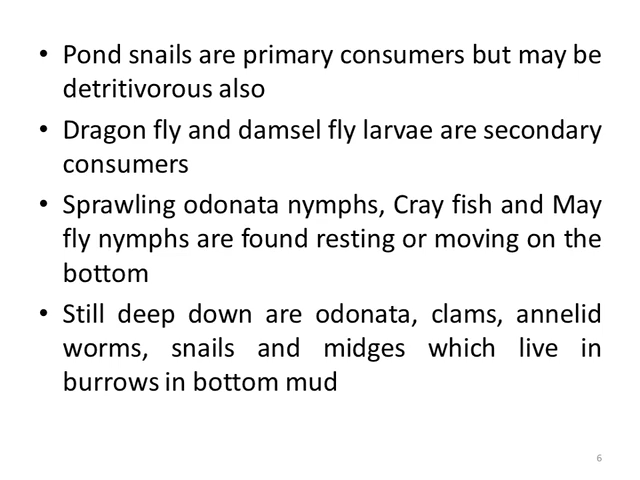 • Pond snails are primary consumers but may be
detritivorous also
• Dragon fly and damsel fly larvae are secondary
consumers
• Sprawling odonata nymphs, Cray fish and May
fly nymphs are found resting or moving on the
bottom
• Still deep down are odonata, clams, annelid
worms, snails and midges which live in
burrows in bottom mud
6